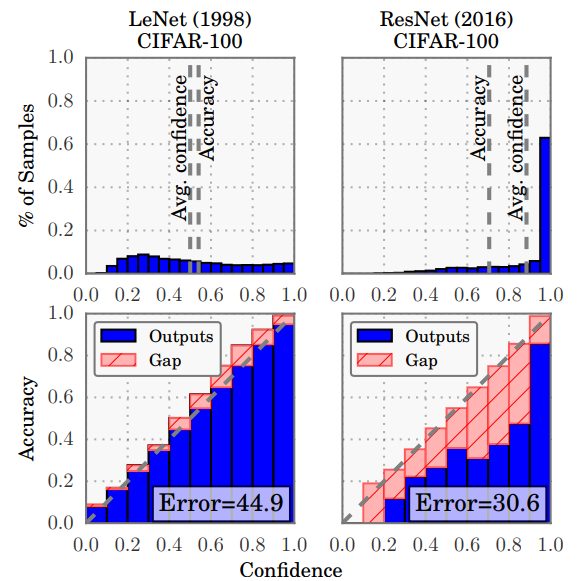 LeNet (1998)
CIFAR-100
ResNet (2016)
CIFAR-100
% of Samples
1.0
0.8
0.6
0.4
0.2
0.0
Avg. confidence
Accuracy
Accuracy
Avg. confidence
0.0 0.2 0.4 0.6 0.8 1.0
0.0 0.2 0.4 0.6 0.8 1.0
Accuracy
1.0
0.8
0.6
0.4
0.2
0.0
Outputs
Gap
Error=44.9
Outputs
Gap
Error=30.6
0.0 0.2 0.4 0.6 0.8 1.0
0.0 0.2 0.4 0.6 0.8 1.0
Confidence